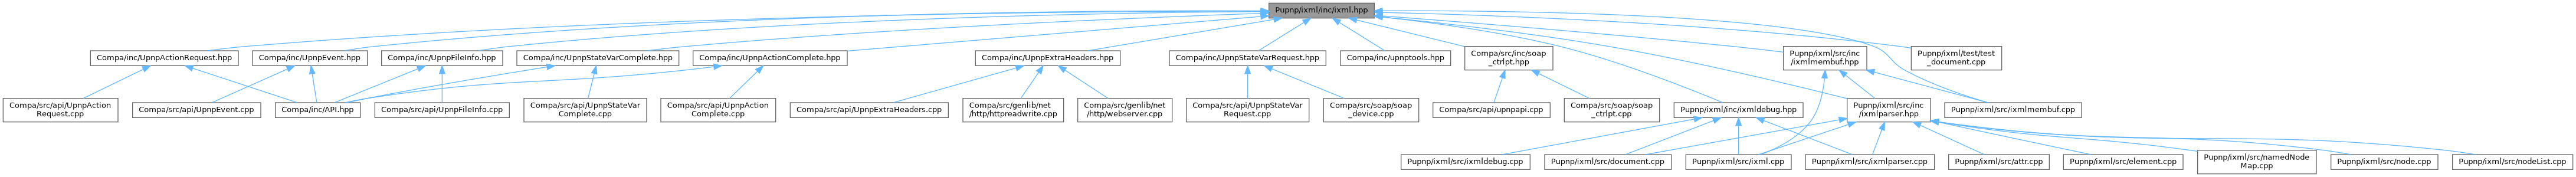 Pupnp/ixml/inc/ixml.hpp
Compa/inc/UpnpActionRequest.hpp
Compa/inc/UpnpEvent.hpp
Compa/inc/UpnpFileInfo.hpp
Compa/inc/UpnpStateVarComplete.hpp
Compa/inc/UpnpActionComplete.hpp
Compa/inc/UpnpExtraHeaders.hpp
Compa/inc/UpnpStateVarRequest.hpp
Compa/inc/upnptools.hpp
Compa/src/inc/soap
_ctrlpt.hpp
Pupnp/ixml/src/inc
/ixmlmembuf.hpp
Pupnp/ixml/test/test
_document.cpp
Compa/src/api/UpnpAction
Request.cpp
Compa/src/api/UpnpEvent.cpp
Compa/inc/API.hpp
Compa/src/api/UpnpFileInfo.cpp
Compa/src/api/UpnpStateVar
Complete.cpp
Compa/src/api/UpnpAction
Complete.cpp
Compa/src/api/UpnpExtraHeaders.cpp
Compa/src/genlib/net
/http/httpreadwrite.cpp
Compa/src/genlib/net
/http/webserver.cpp
Compa/src/api/UpnpStateVar
Request.cpp
Compa/src/soap/soap
_device.cpp
Compa/src/api/upnpapi.cpp
Compa/src/soap/soap
_ctrlpt.cpp
Pupnp/ixml/inc/ixmldebug.hpp
Pupnp/ixml/src/inc
/ixmlparser.hpp
Pupnp/ixml/src/ixmlmembuf.cpp
Pupnp/ixml/src/ixmldebug.cpp
Pupnp/ixml/src/document.cpp
Pupnp/ixml/src/ixml.cpp
Pupnp/ixml/src/ixmlparser.cpp
Pupnp/ixml/src/attr.cpp
Pupnp/ixml/src/element.cpp
Pupnp/ixml/src/namedNode
Map.cpp
Pupnp/ixml/src/node.cpp
Pupnp/ixml/src/nodeList.cpp